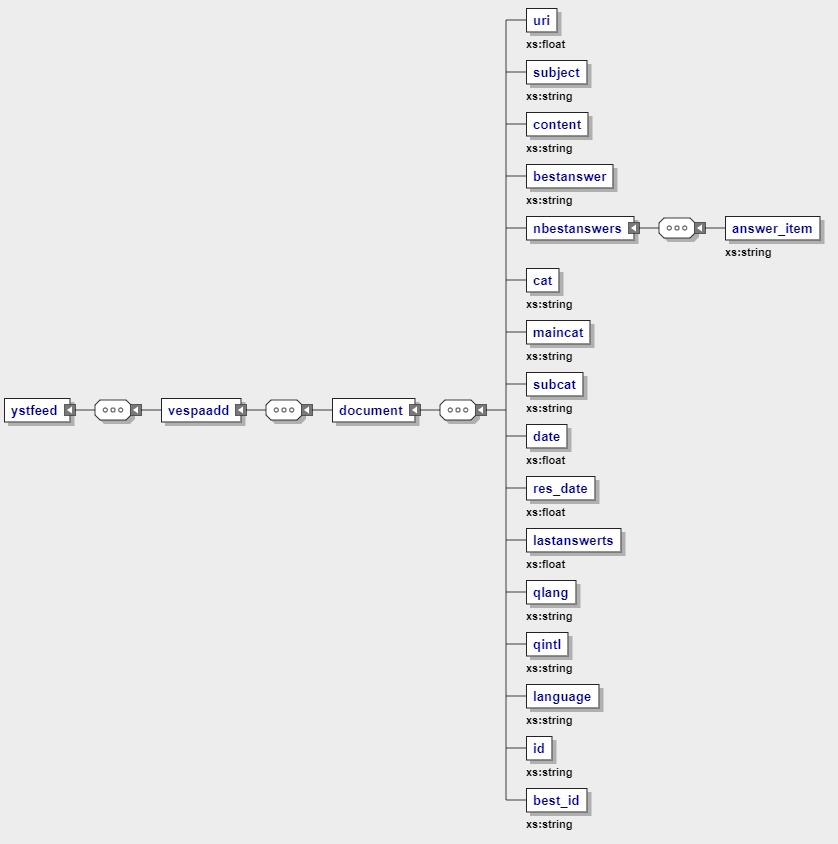 uri
xs:float
subject
xs:string
content
xs:string
bestanswer
xs:string
nbestanswers
answer_item
xs:string
cat
xs:string
maincat
xs:string
subcat
xs:string
ystfeed
vespaadd
document
date
xs:float
res_date
xs:float
lastanswerts
xs:float
qlang
xs:string
qintl
xs:string
language
xs:string
id
xs:string
best_id
xs:string